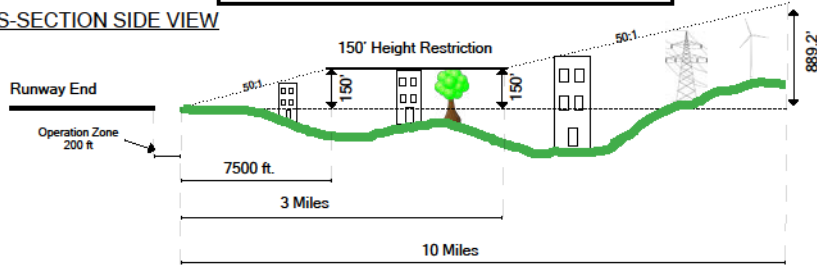 S-SECTION SIDE VIEW
150' Height Restriction
50:1
889.2'
Runway End
50:1
150'
150'
Operation Zone
200 ft
7500 ft.
3 Miles
10 Miles